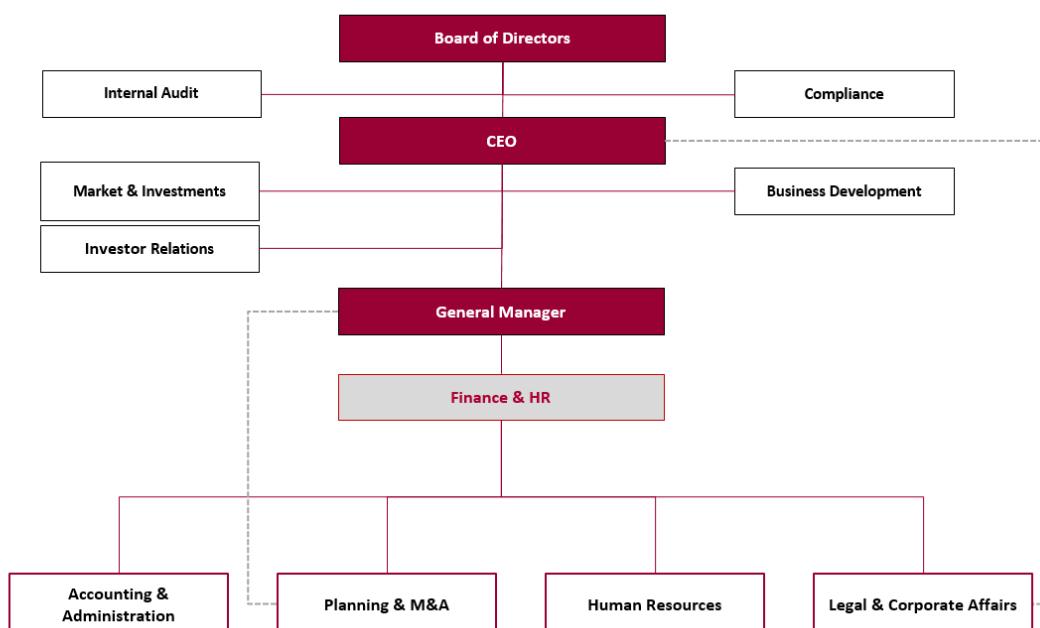 Board of Directors
Internal Audit
Compliance
CEO
Market & Investments
Business Development
Investor Relations
General Manager
Finance & HR
Accounting &
Administration
Planning & M&A
Human Resources
Legal & Corporate Affairs